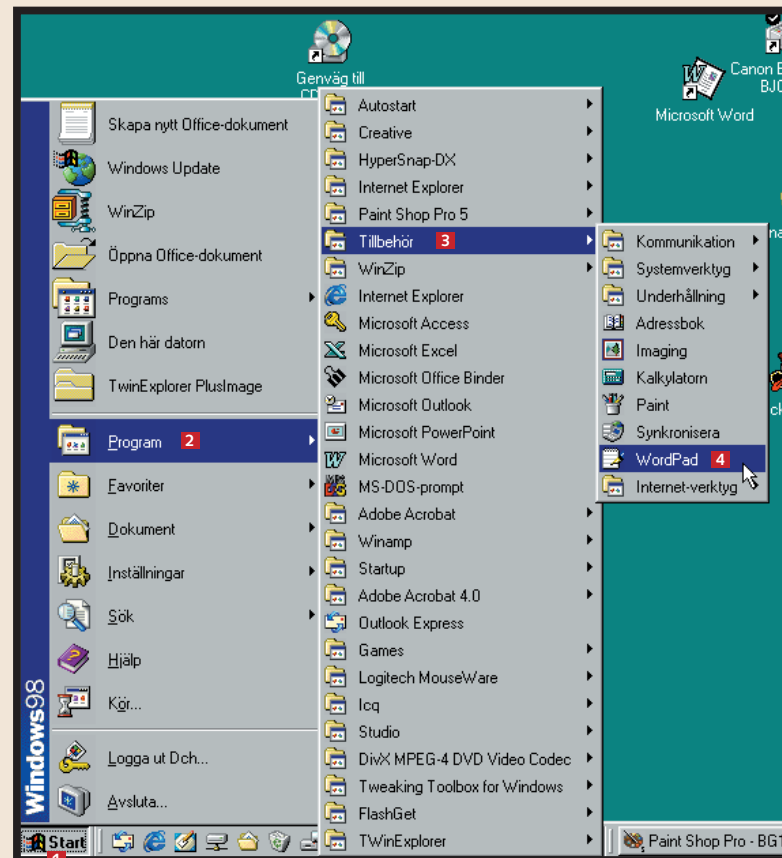 Genväg till
Microsoft Word
Skapa nytt Office-dokument
Windows Update
WinZip
Öppna Office-dokument
Programs
Den här datorn
TwinExplorer PlusImage
Program 2
Favoriter
Dokument
Inställningar
Sök
Hjälp
Kör...
Logga ut Dch...
Avsluta...
Windows98
Autostart
Creative
HyperSnap-DX
Internet Explorer
Paint Shop Pro 5
Tillbehör 3
WinZip
Internet Explorer
Microsoft Access
Microsoft Excel
Microsoft Office Binder
Microsoft Outlook
Microsoft PowerPoint
Microsoft Word
MS-DOS-prompt
Adobe Acrobat
Winamp
Startup
Adobe Acrobat 4.0
Outlook Express
Games
Logitech MouseWare
Icq
Studio
DivX MPEG-4 DVD Video Codec
Tweaking Toolbox for Windows
FlashGet
TWinExplorer
Kommunikation
Systemverktyg
Underhållning
Adressbok
Imaging
Kalkylatorn
Paint
Synkronisera
WordPad 4
Internet-verktyg
Canon
Start
Paint Shop Pro -